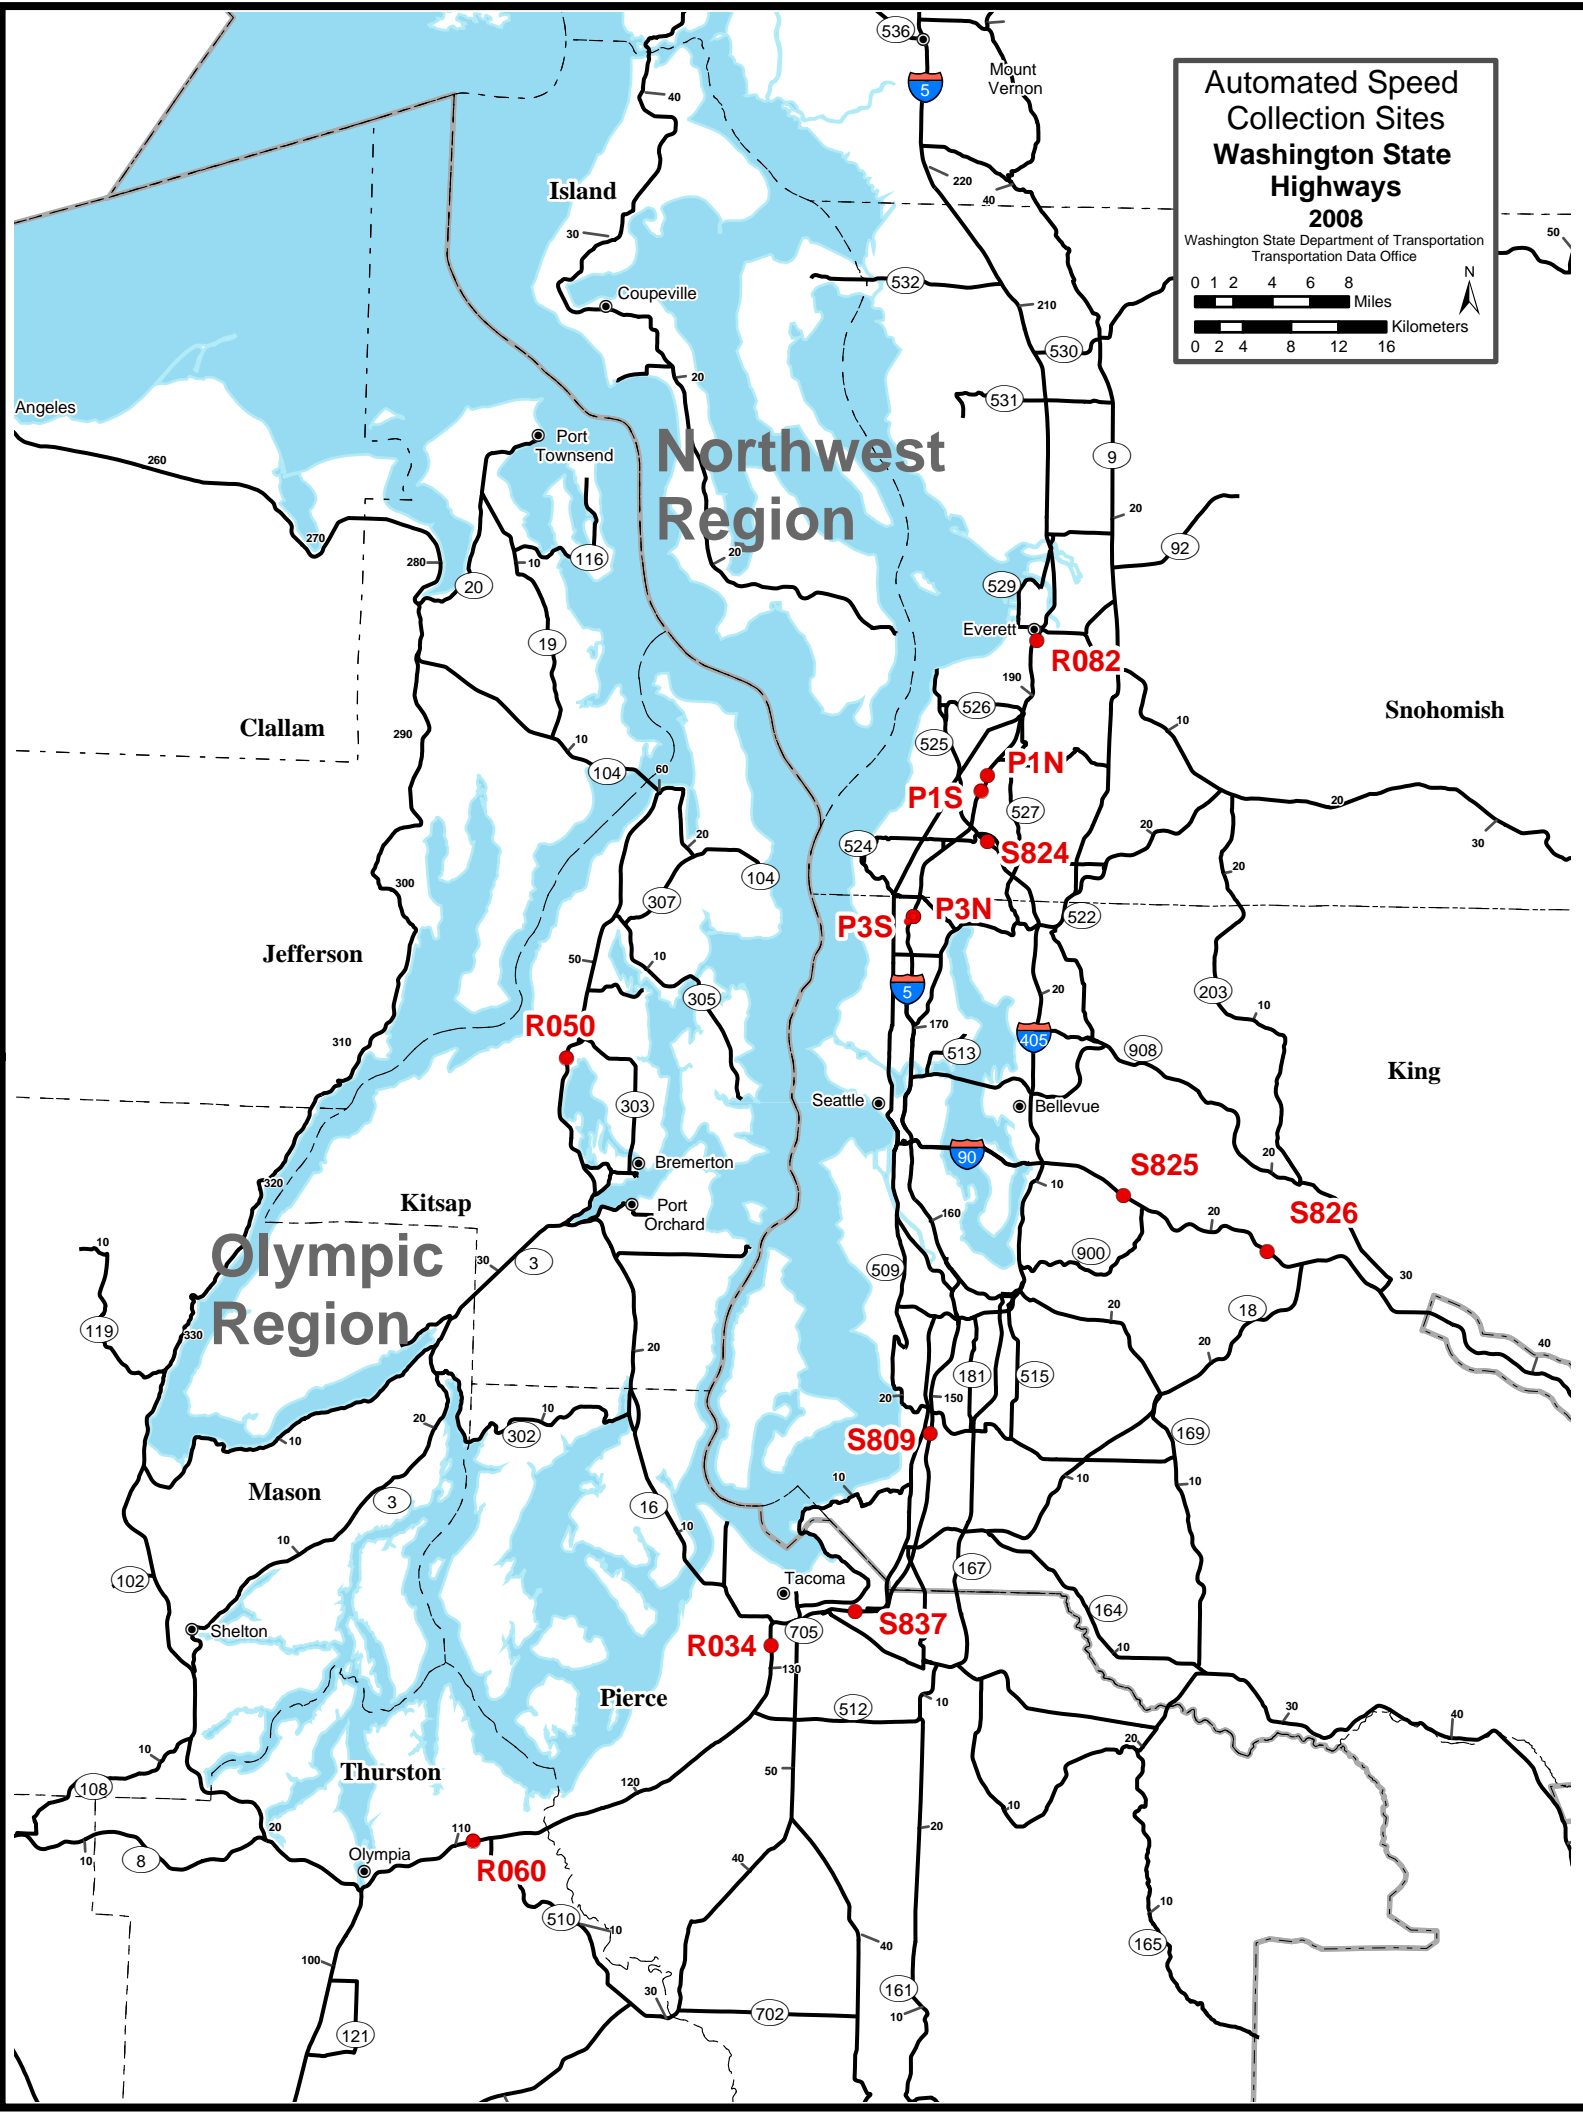 536
5
Mount
Vernon
Automated Speed
Collection Sites
Washington State
Highways
2008
Washington State Department of Transportation
Transportation Data Office
0 1 2 4 6 8
Miles
Kilometers
0 2 4 8 12 16
N
40
Island
220
40
30
50
532
Coupeville
210
530
20
531
Angeles
Port
Townsend
Northwest
Region
9
260
20
270
280
10
116
20
92
20
529
Everett
R082
19
190
526
Snohomish
Clallam
290
10
525
10
104
60
P1N
P1S
527
20
20
20
524
S824
30
104
20
300
307
P3N
522
P3S
Jefferson
50
10
5
20
203
305
10
R050
170
405
310
513
908
King
303
Seattle
Bellevue
90
Bremerton
20
S825
320
10
Kitsap
Port
Orchard
160
20
S826
10
Olympic
Region
3
30
900
509
30
18
20
119
330
20
20
40
181
515
20
150
10
20
302
S809
169
10
10
Mason
3
10
10
16
10
10
167
102
Tacoma
164
Shelton
705
S837
R034
10
130
Pierce
512
10
30
40
20
10
Thurston
120
50
108
10
20
110
20
8
10
Olympia
R060
40
10
510
10
40
165
100
30
161
702
10
121